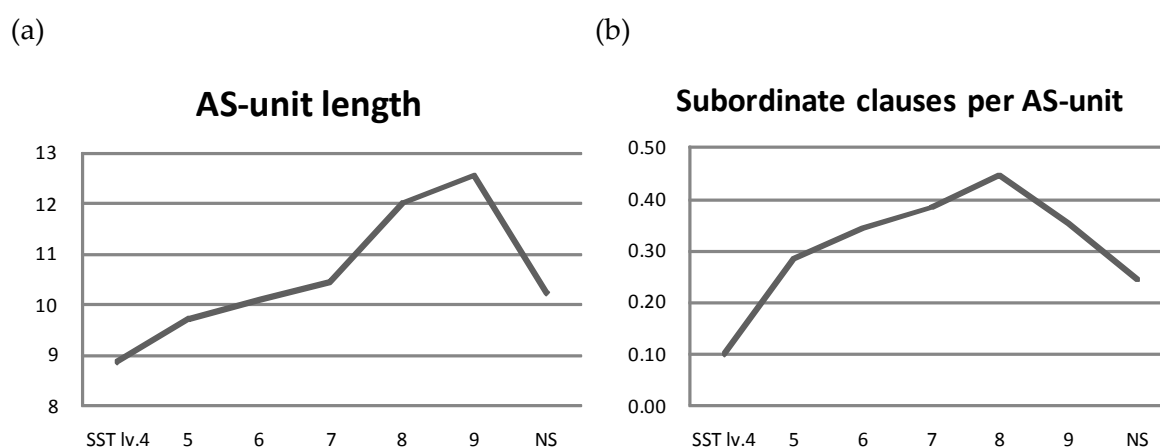 (a)
AS-unit length
13
12
11
10
9
8
SST lv.4 5 6 7 8 9 NS
(b)
Subordinate clauses per AS-unit
0.50
0.40
0.30
0.20
0.10
0.00
SST lv.4 5 6 7 8 9 NS